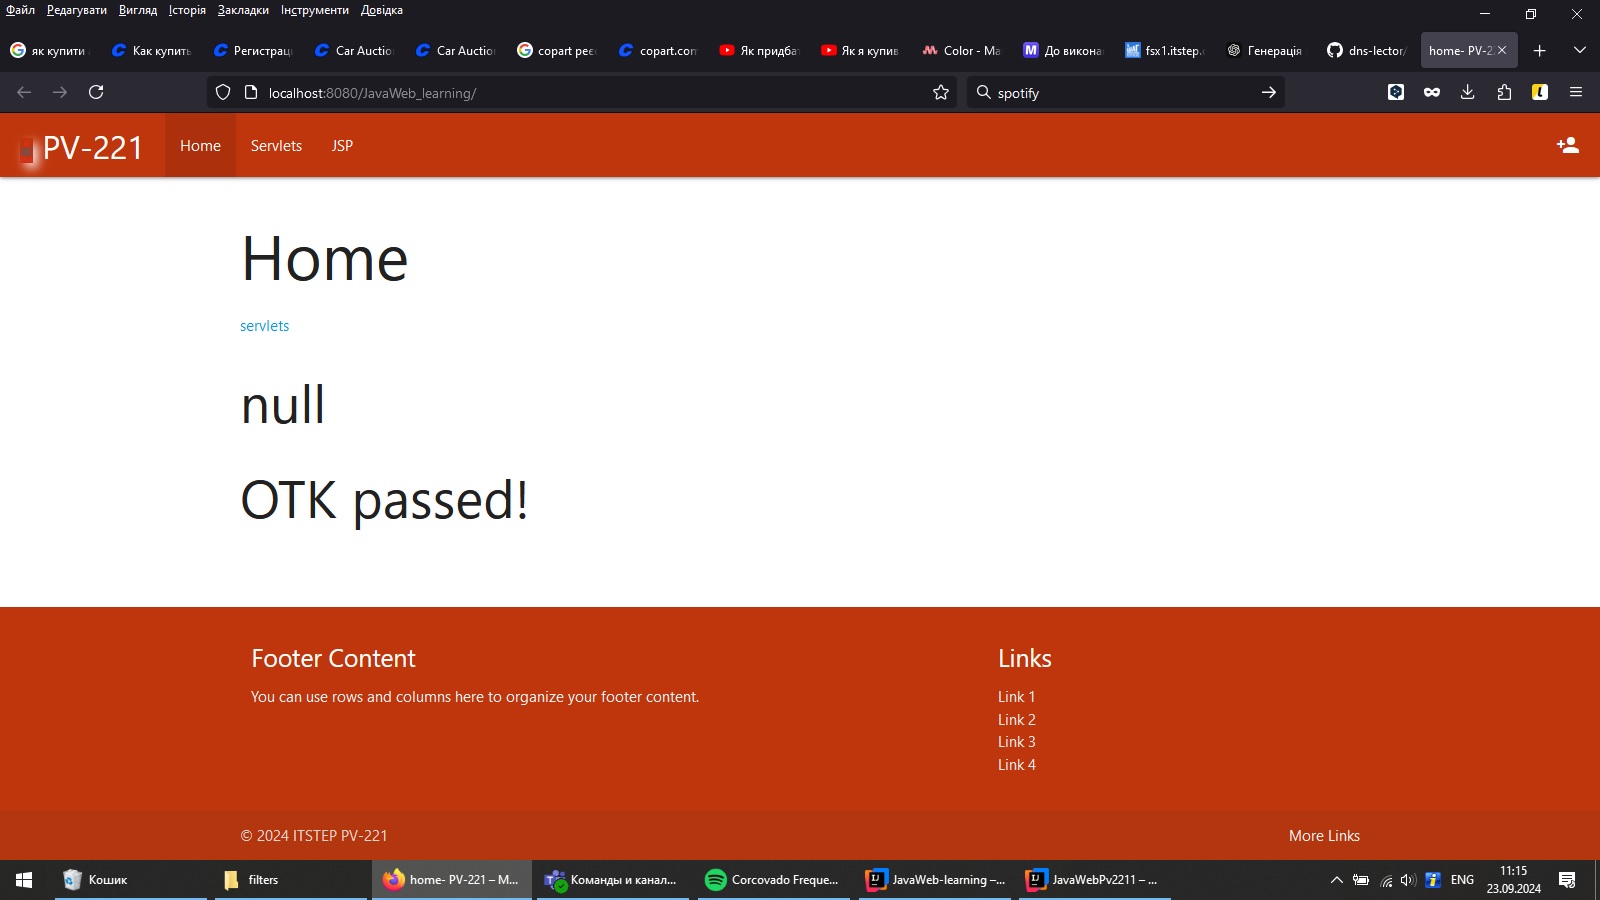 Файл Редагувати Вигляд Історія Закладки Інструменти Довідка
як купити Как купить Регистрац Car Auctio Car Auctio copart реє copart.com Як придба Як я купив Color - Ma До викона fsx1.itstep. Генерація dns-lector/ home- PV-2
localhost:8080/JavaWeb_learning/ spotify
PV-221 Home Servlets JSP
Home
servlets
null
OTK passed!
Footer Content
You can use rows and columns here to organize your footer content.
Links
Link 1
Link 2
Link 3
Link 4
© 2024 ITSTEP PV-221 More Links
Кошик filters home- PV-221 – M... Команды и канал... Corcovado Freque... JavaWeb-learning –... JavaWebPv2211 – ... ENG 11:15
23.09.2024